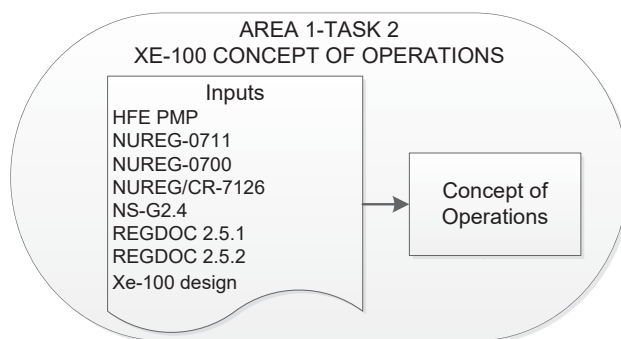 AREA 1-TASK 2
XE-100 CONCEPT OF OPERATIONS
Inputs
HFE PMP
NUREG-0711
NUREG-0700
NUREG/CR-7126
NS-G2.4
REGDOC 2.5.1
REGDOC 2.5.2
Xe-100 design
Concept of
Operations